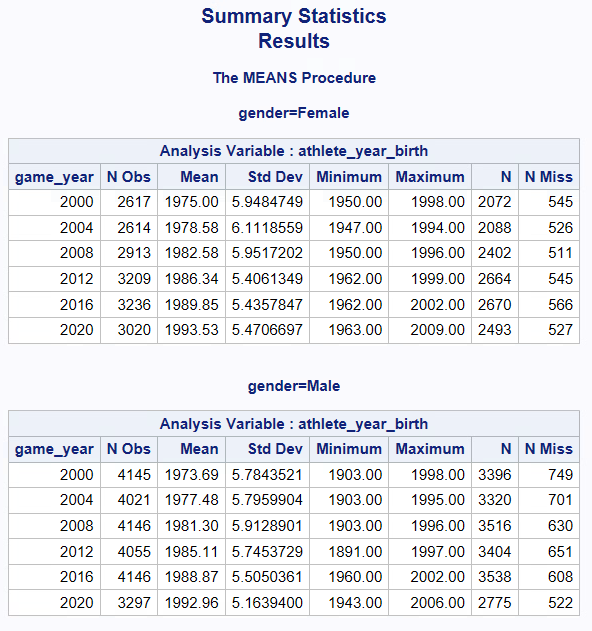 Summary Statistics
Results
The MEANS Procedure
gender=Female
Analysis Variable : athlete_year_birth
game_year N Obs Mean Std Dev Minimum Maximum N N Miss
2000 2617 1975.00 5.9484749 1950.00 1998.00 2072 545
2004 2614 1978.58 6.1118559 1947.00 1994.00 2088 526
2008 2913 1982.58 5.9517202 1950.00 1996.00 2402 511
2012 3209 1986.34 5.4061349 1962.00 1999.00 2664 545
2016 3236 1989.85 5.4357847 1962.00 2002.00 2670 566
2020 3020 1993.53 5.4706697 1963.00 2009.00 2493 527
gender=Male
Analysis Variable : athlete_year_birth
game_year N Obs Mean Std Dev Minimum Maximum N N Miss
2000 4145 1973.69 5.7843521 1903.00 1998.00 3396 749
2004 4021 1977.48 5.7959904 1903.00 1995.00 3320 701
2008 4146 1981.30 5.9128901 1903.00 1996.00 3516 630
2012 4055 1985.11 5.7453729 1891.00 1997.00 3404 651
2016 4146 1988.87 5.5050361 1960.00 2002.00 3538 608
2020 3297 1992.96 5.1639400 1943.00 2006.00 2775 522